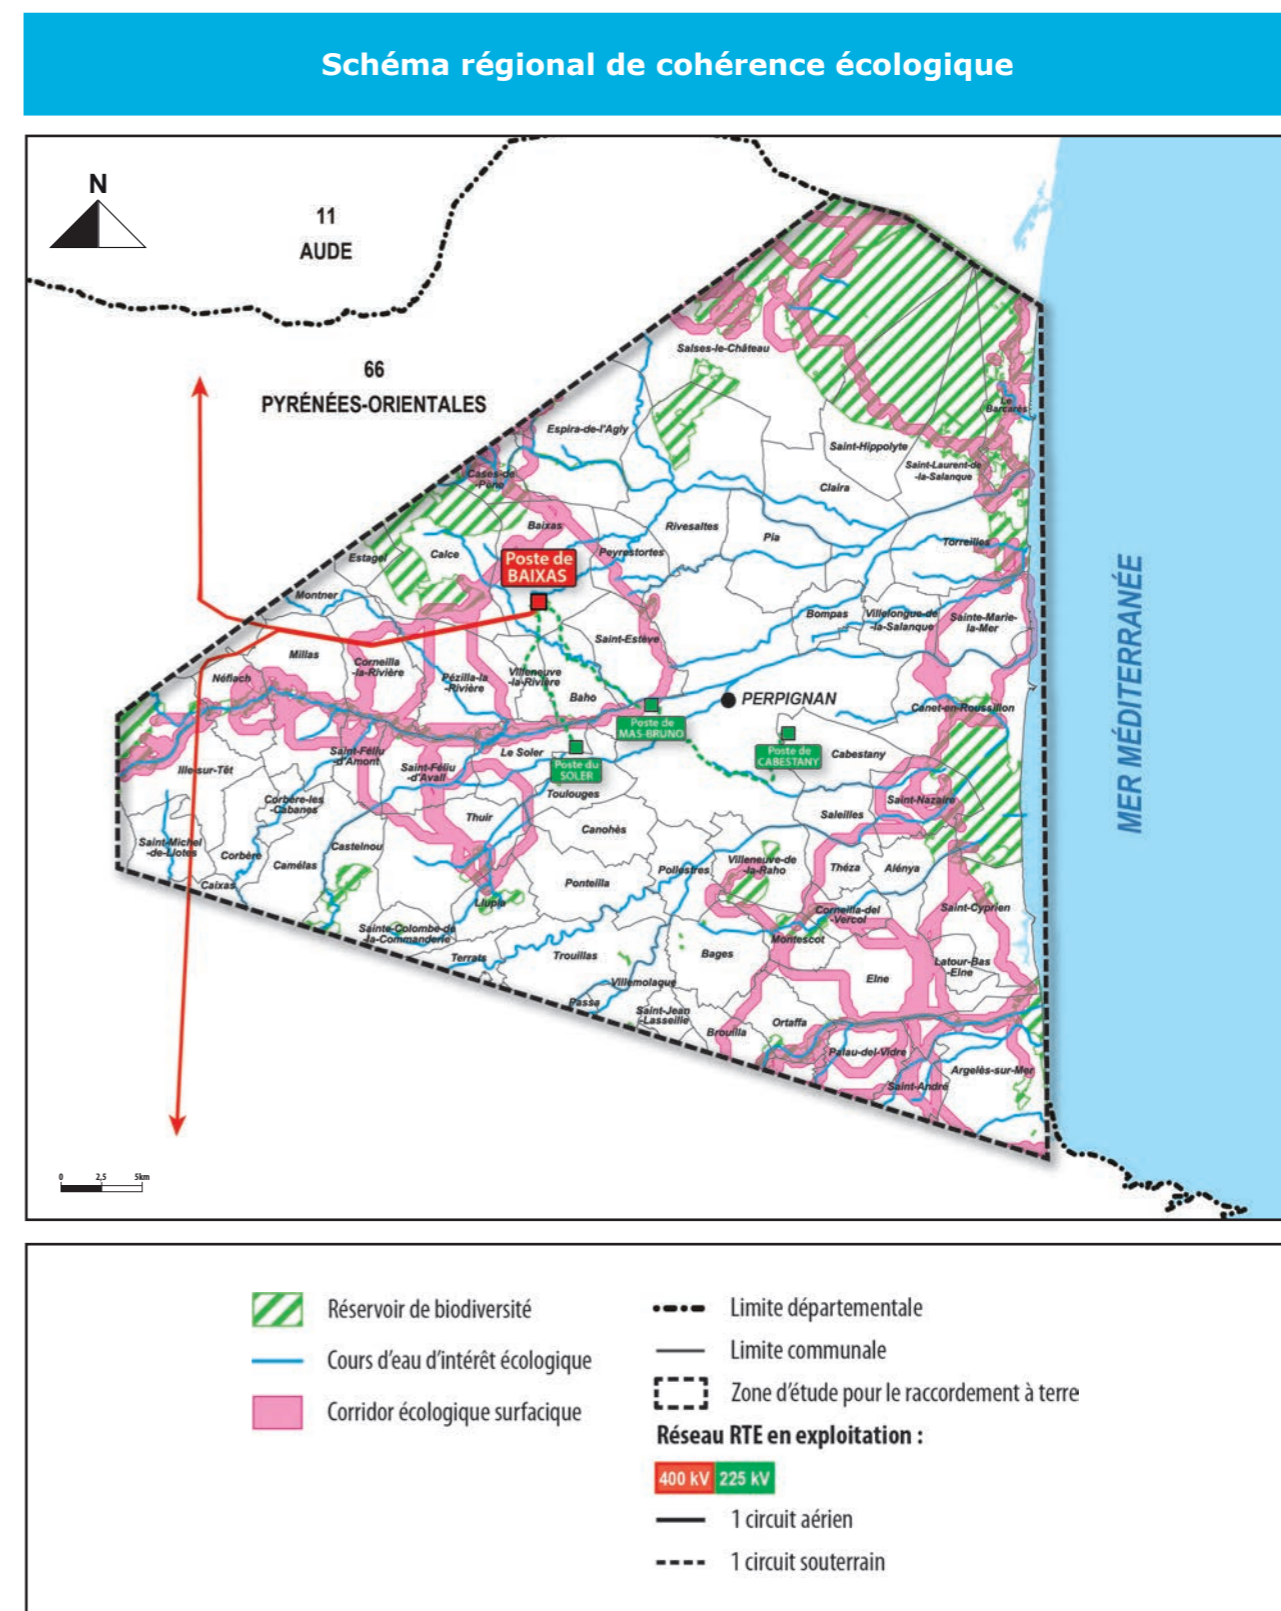 Schéma régional de cohérence écologique
N
11
AUDE
66
PYRÉNÉES-ORIENTALES
Salses-le-Château
Le
Barcarès
Espira-de-l'Agly
Saint-Hippolyte
Saint-Laurent-de
-la-Salanque
Cases-de
-Pène
Claira
Baixas
Rivesaltes
Pia
Peyrestortes
Torreilles
Estagel
Calce
Poste de
BAIXAS
Montner
Bompas
Villelongue-de
-la-Salanque
Sainte-Marie-
la-Mer
Saint-Estève
Millas
Corneilla
-la-Rivière
Néfiach
Pézilla-la
-Rivière
Villeneuve
-la-Rivière
Baho
PERPIGNAN
Canet-en-Roussillon
Poste de
MAS-BRUNO
Poste de
CABESTANY
Cabestany
Saint-Féliu
-d'Amont
Le Soler
Poste du
SOLER
Ille-sur-Têt
Saint-Féliu
-d'Avall
Toulouges
Corbère-les
-Cabanes
Saint-Nazaire
Thuir
Saleilles
Canohès
Saint-Michel
-de-Llotes
Castelnou
Corbère
Camélas
Pollestres
Villeneuve-de
-la-Raho
Théza
Alénya
Caixas
Ponteilla
Llupia
Corneilla-del
-Vercol
Saint-Cyprien
Sainte-Colombe-de
-la-Commanderie
Montescot
Terrats
Trouillas
Bages
Latour-Bas
-Elne
Elne
Villemolaque
Passa
Saint-Jean
-Lasseille
Brouilla
Ortaffa
Palau-del-Vidre
Argelès-sur-Mer
Saint-André
MER MÉDITERRANÉE
0 2,5 5km
Réservoir de biodiversité
Cours d'eau d'intérêt écologique
Corridor écologique surfacique
Limite départementale
Limite communale
Zone d'étude pour le raccordement à terre
Réseau RTE en exploitation :
400 kV 225 kV
1 circuit aérien
1 circuit souterrain